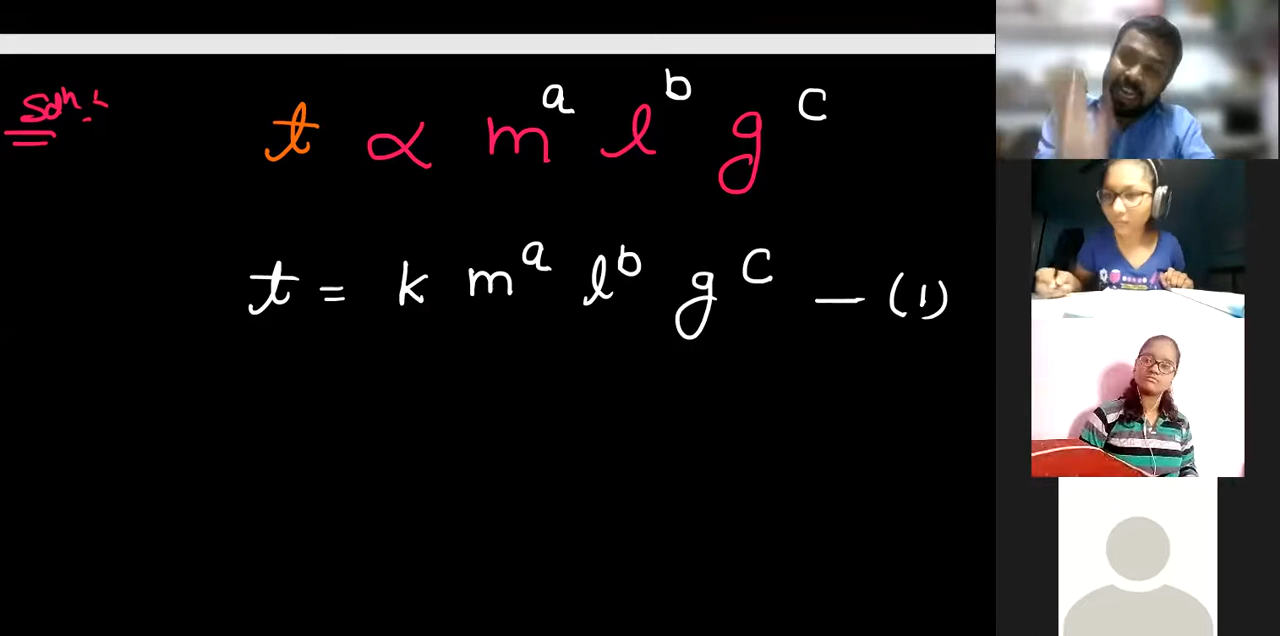 Soln :-
t ∝ m^a l^b g^c
t = k m^a l^b g^c — (1)